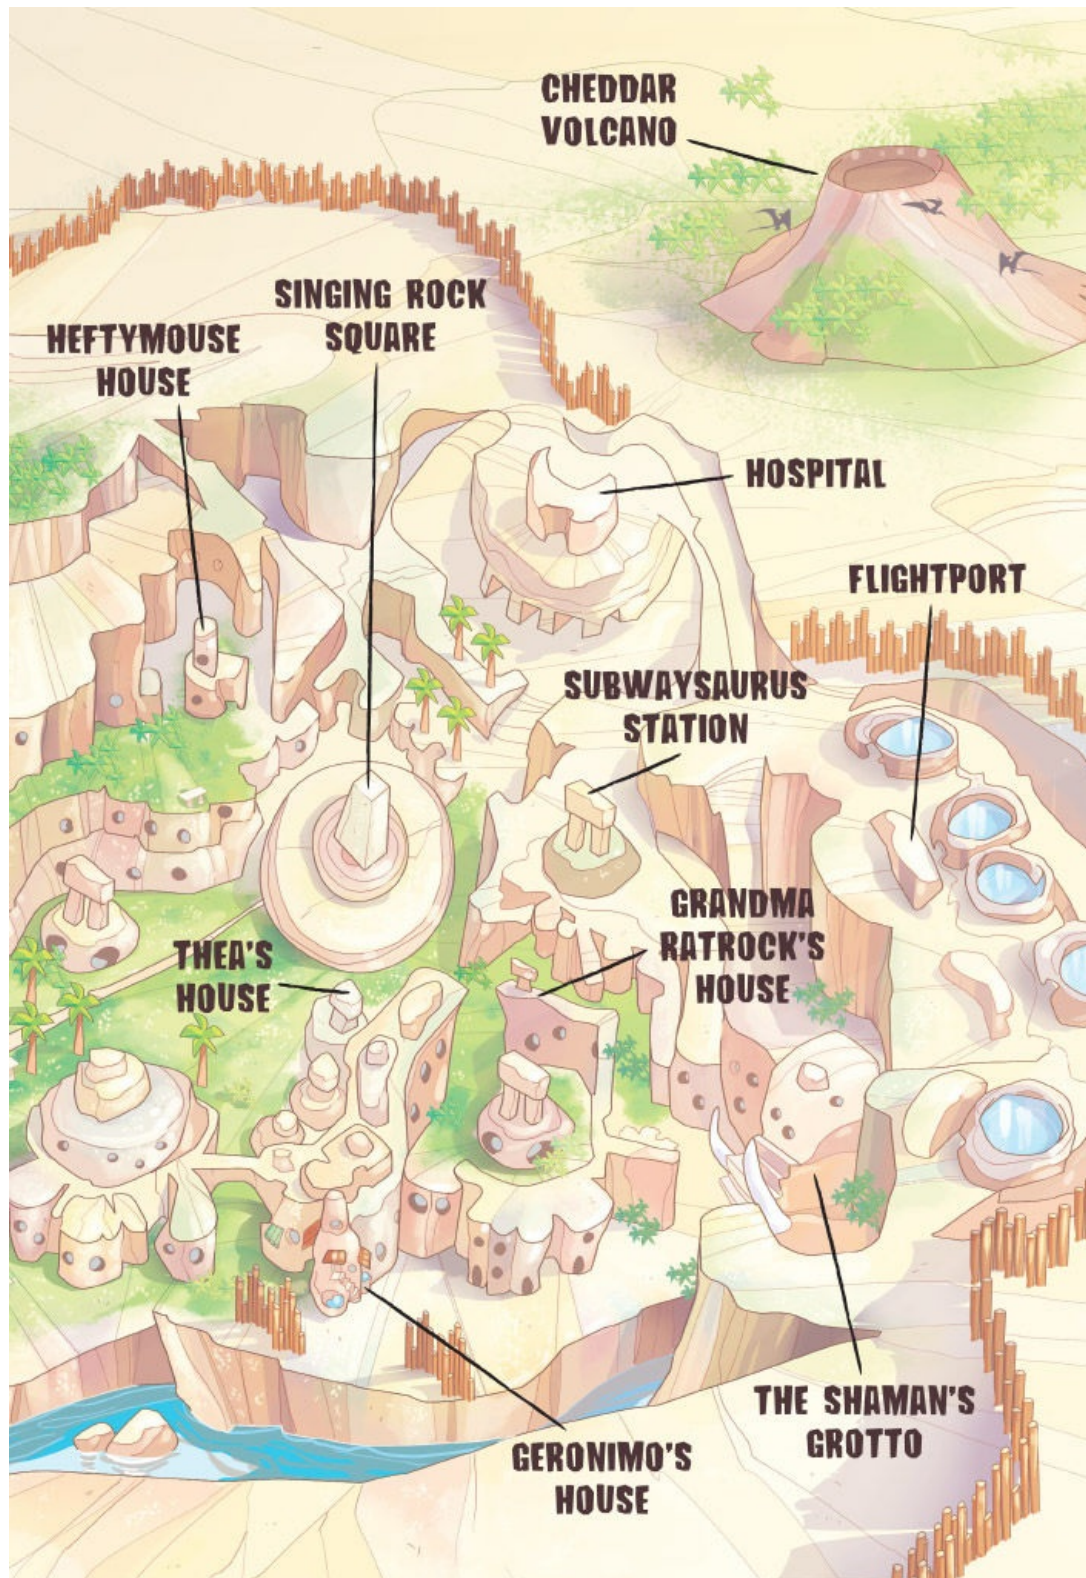 CHEDDAR
VOLCANO
SINGING ROCK
SQUARE
HEFTYMOUSE
HOUSE
HOSPITAL
FLIGHTPORT
SUBWAYSAURUS
STATION
GRANDMA
RATROCK'S
HOUSE
THEA'S
HOUSE
THE SHAMAN'S
GROTTO
GERONIMO'S
HOUSE